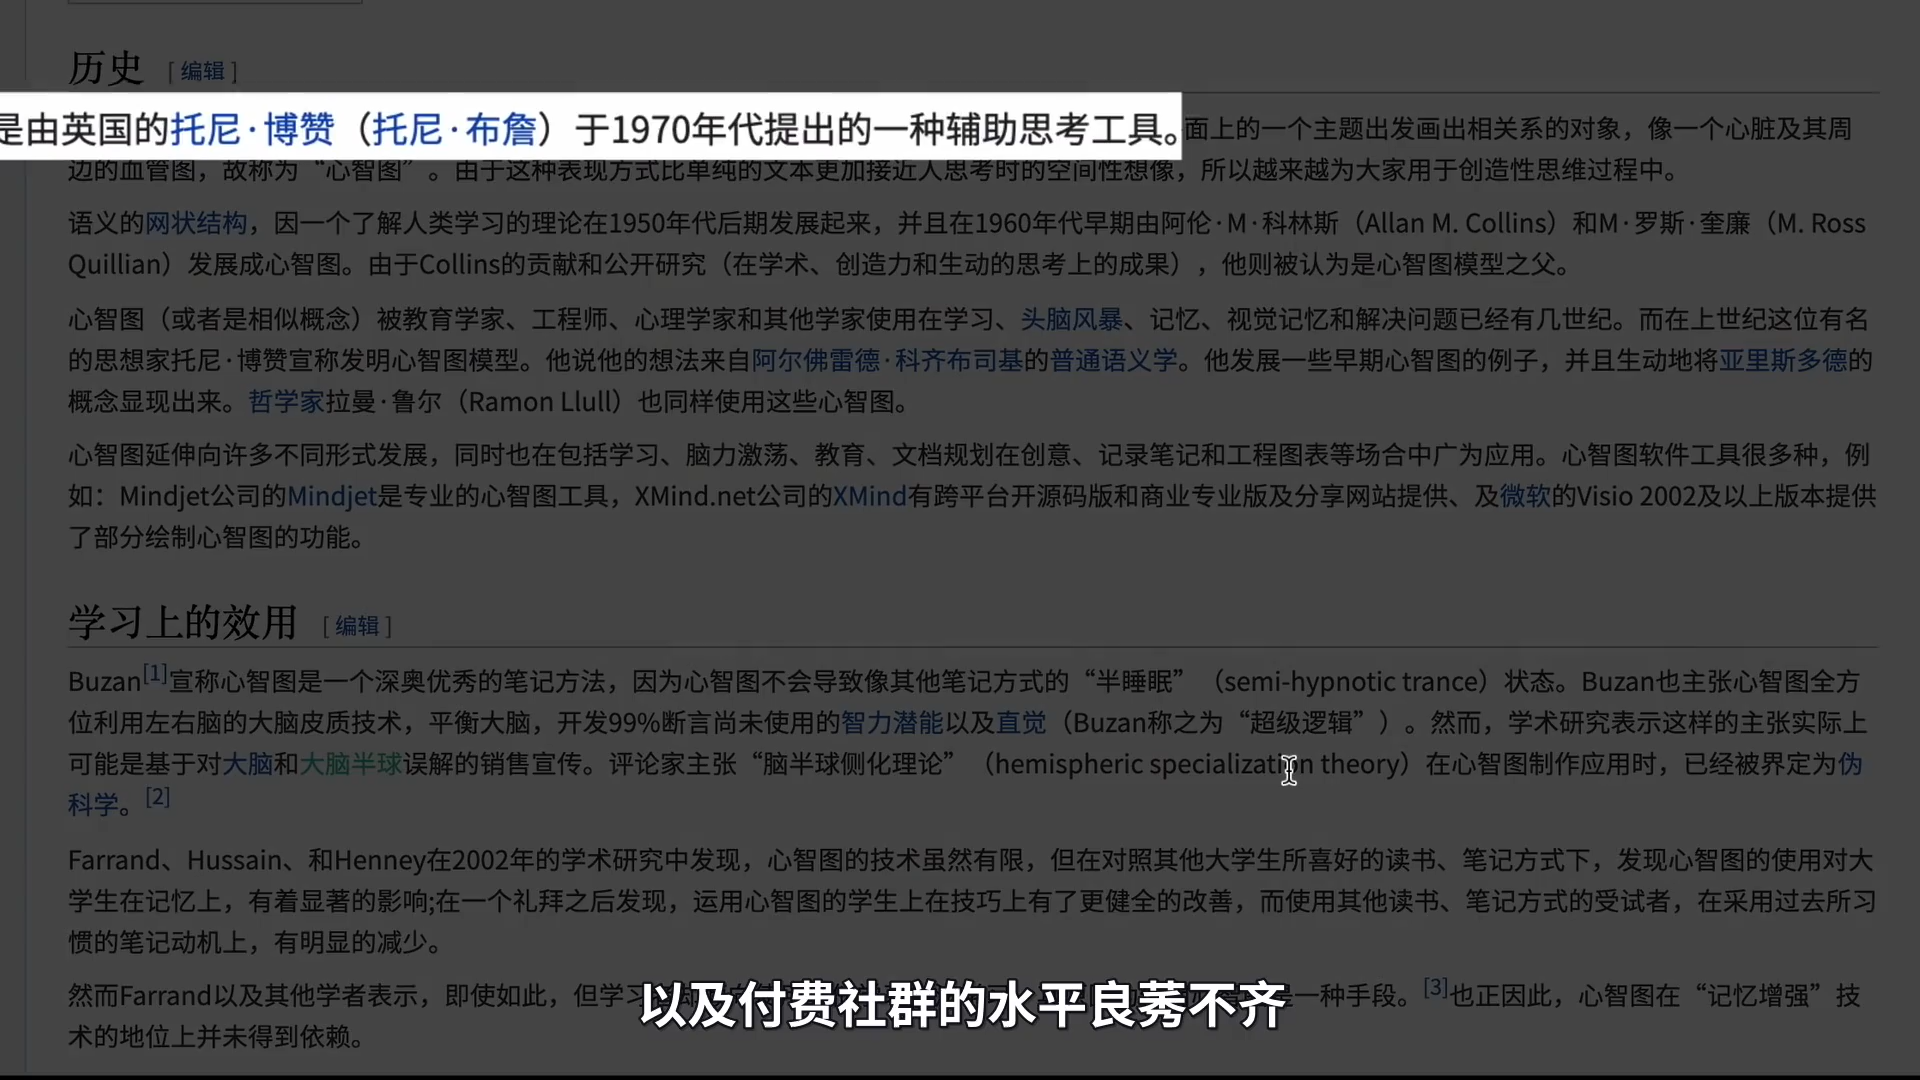 历史 [ 编辑 ]
是由英国的托尼·博赞（托尼·布詹）于1970年代提出的一种辅助思考工具。面上的一个主题出发画出相关系的对象，像一个心脏及其周
边的血管图，故称为“心智图”。由于这种表现方式比单纯的文本更加接近人思考时的空间性想像，所以越来越为大家用于创造性思维过程中。
语义的网状结构，因一个了解人类学习的理论在1950年代后期发展起来，并且在1960年代早期由阿伦·M·科林斯（Allan M. Collins）和M·罗斯·奎廉（M. Ross
Quillian）发展成心智图。由于Collins的贡献和公开研究（在学术、创造力和生动的思考上的成果），他则被认为是心智图模型之父。
心智图（或者是相似概念）被教育学家、工程师、心理学家和其他学家使用在学习、头脑风暴、记忆、视觉记忆和解决问题已经有几世纪。而在上世纪这位有名
的思想家托尼·博赞宣称发明心智图模型。他说他的想法来自阿尔佛雷德·科齐布司基的普通语义学。他发展一些早期心智图的例子，并且生动地将亚里斯多德的
概念显现出来。哲学家拉曼·鲁尔（Ramon Llull）也同样使用这些心智图。
心智图延伸向许多不同形式发展，同时也在包括学习、脑力激荡、教育、文档规划在创意、记录笔记和工程图表等场合中广为应用。心智图软件工具很多种，例
如：Mindjet公司的Mindjet是专业的心智图工具，XMind.net公司的XMind有跨平台开源码版和商业专业版及分享网站提供、及微软的Visio 2002及以上版本提供
了部分绘制心智图的功能。
学习上的效用 [ 编辑 ]
Buzan[1]宣称心智图是一个深奥优秀的笔记方法，因为心智图不会导致像其他笔记方式的“半睡眠”（semi-hypnotic trance）状态。Buzan也主张心智图全方
位利用左右脑的大脑皮质技术，平衡大脑，开发99%断言尚未使用的智力潜能以及直觉（Buzan称之为“超级逻辑”）。然而，学术研究表示这样的主张实际上
可能是基于对大脑和大脑半球误解的销售宣传。评论家主张“脑半球侧化理论”（hemispheric specialization theory）在心智图制作应用时，已经被界定为伪
科学。[2]
Farrand、Hussain、和Henney在2002年的学术研究中发现，心智图的技术虽然有限，但在对照其他大学生所喜好的读书、笔记方式下，发现心智图的使用对大
学生在记忆上，有着显著的影响;在一个礼拜之后发现，运用心智图的学生上在技巧上有了更健全的改善，而使用其他读书、笔记方式的受试者，在采用过去所习
惯的笔记动机上，有明显的减少。
然而Farrand以及其他学者表示，即使如此，但学习 一种手段。[3]也正因此，心智图在“记忆增强”技
术的地位上并未得到依赖。
以及付费社群的水平良莠不齐